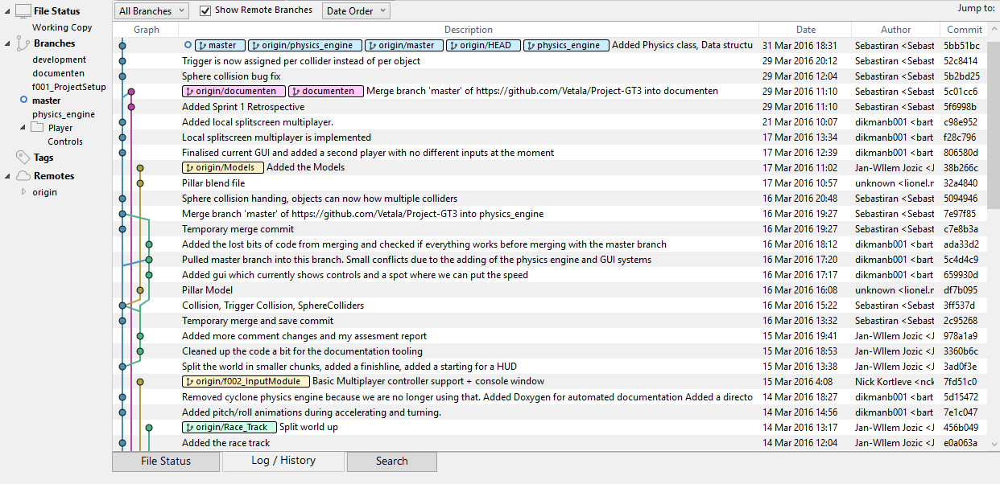 File Status
Working Copy
Branches
development
documenten
f001_ProjectSetup
master
physics_engine
Player
Controls
Tags
Remotes
origin
All Branches Show Remote Branches Date Order Jump to:
Graph Description Date Author Commit
master origin/physics_engine origin/master origin/HEAD physics_engine Added Physics class, Data structu 31 Mar 2016 18:31 Sebastiran <Sebast 5bb51bc
Trigger is now assigned per collider instead of per object 29 Mar 2016 20:12 Sebastiran <Sebast 52c8414
Sphere collision bug fix 29 Mar 2016 12:04 Sebastiran <Sebast 5b2bd25
origin/documenten documenten Merge branch 'master' of https://github.com/Vetala/Project-GT3 into documenten 29 Mar 2016 11:10 Sebastiran <Sebast 5c01cc6
Added Sprint 1 Retrospective 29 Mar 2016 11:10 Sebastiran <Sebast 5f6998b
Added local splitscreen multiplayer. 21 Mar 2016 10:07 dikmanb001 <bart c98e952
Local splitscreen multiplayer is implemented 17 Mar 2016 13:34 dikmanb001 <bart f28c796
Finalised current GUI and added a second player with no different inputs at the moment 17 Mar 2016 12:39 dikmanb001 <bart 806580d
origin/Models Added the Models 17 Mar 2016 11:02 Jan-Wllem Jozic <J 38b266c
Pillar blend file 17 Mar 2016 10:57 unknown <lionel.n 32a4840
Sphere collision handing, objects can now how multiple colliders 16 Mar 2016 20:48 Sebastiran <Sebast 5094946
Merge branch 'master' of https://github.com/Vetala/Project-GT3 into physics_engine 16 Mar 2016 19:27 Sebastiran <Sebast 7e97f85
Temporary merge commit 16 Mar 2016 19:27 Sebastiran <Sebast c7e8b3a
Added the lost bits of code from merging and checked if everything works before merging with the master branch 16 Mar 2016 18:12 dikmanb001 <bart ada33d2
Pulled master branch into this branch. Small conflicts due to the adding of the physics engine and GUI systems 16 Mar 2016 17:20 dikmanb001 <bart 5c4d4c9
Added gui which currently shows controls and a spot where we can put the speed 16 Mar 2016 17:17 dikmanb001 <bart 659930d
Pillar Model 16 Mar 2016 16:08 unknown <lionel.n df7b095
Collision, Trigger Collision, SphereColliders 16 Mar 2016 15:22 Sebastiran <Sebast 3ff537d
Temporary merge and save commit 16 Mar 2016 13:32 Sebastiran <Sebast 2c95268
Added more comment changes and my assesment report 15 Mar 2016 19:41 Jan-Wllem Jozic <J 978a1a9
Cleaned up the code a bit for the documentation tooling 15 Mar 2016 18:53 Jan-Wllem Jozic <J 3360b6c
Split the world in smaller chunks, added a finishline, added a starting for a HUD 15 Mar 2016 13:38 Jan-Wllem Jozic <J 3ad0f3e
origin/f002_InputModule Basic Multiplayer controller support + console window 15 Mar 2016 4:08 Nick Kortleve <nck 7fd51c0
Removed cyclone physics engine because we are no longer using that. Added Doxygen for automated documentation Added a directo 14 Mar 2016 18:27 dikmanb001 <bart 5d15472
Added pitch/roll animations during accelerating and turning. 14 Mar 2016 14:56 dikmanb001 <bart 7e1c047
origin/Race_Track Split world up 14 Mar 2016 13:17 Jan-Wllem Jozic <J 456b049
Added the race track 14 Mar 2016 12:04 Jan-Wllem Jozic <J e0a063a
File Status Log / History Search